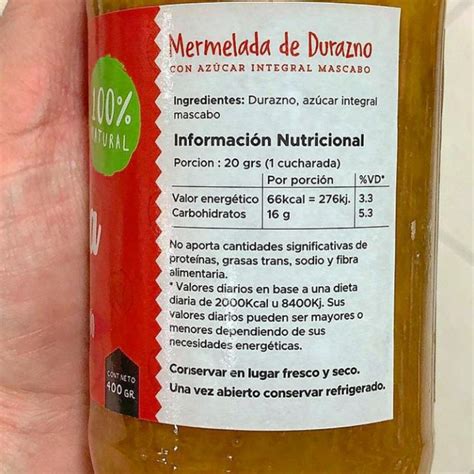 100%
NATURAL
CONT NETO
400 GR.
Mermelada de Durazno
CON AZÚCAR INTEGRAL MASCABO
Ingredientes: Durazno, azúcar integral
mascabo
Información Nutricional
Porcion : 20 grs (1 cucharada)
Por porción %VD*
Valor energético 66kcal = 276kj. 3.3
Carbohidratos 16 g 5.3
No aporta cantidades significativas de
proteínas, grasas trans, sodio y fibra
alimentaria.
* Valores diarios en base a una dieta
diaria de 2000Kcal u 8400Kj. Sus
valores diarios pueden ser mayores o
menores dependiendo de sus
necesidades energéticas.
Conservar en lugar fresco y seco.
Una vez abierto conservar refrigerado.